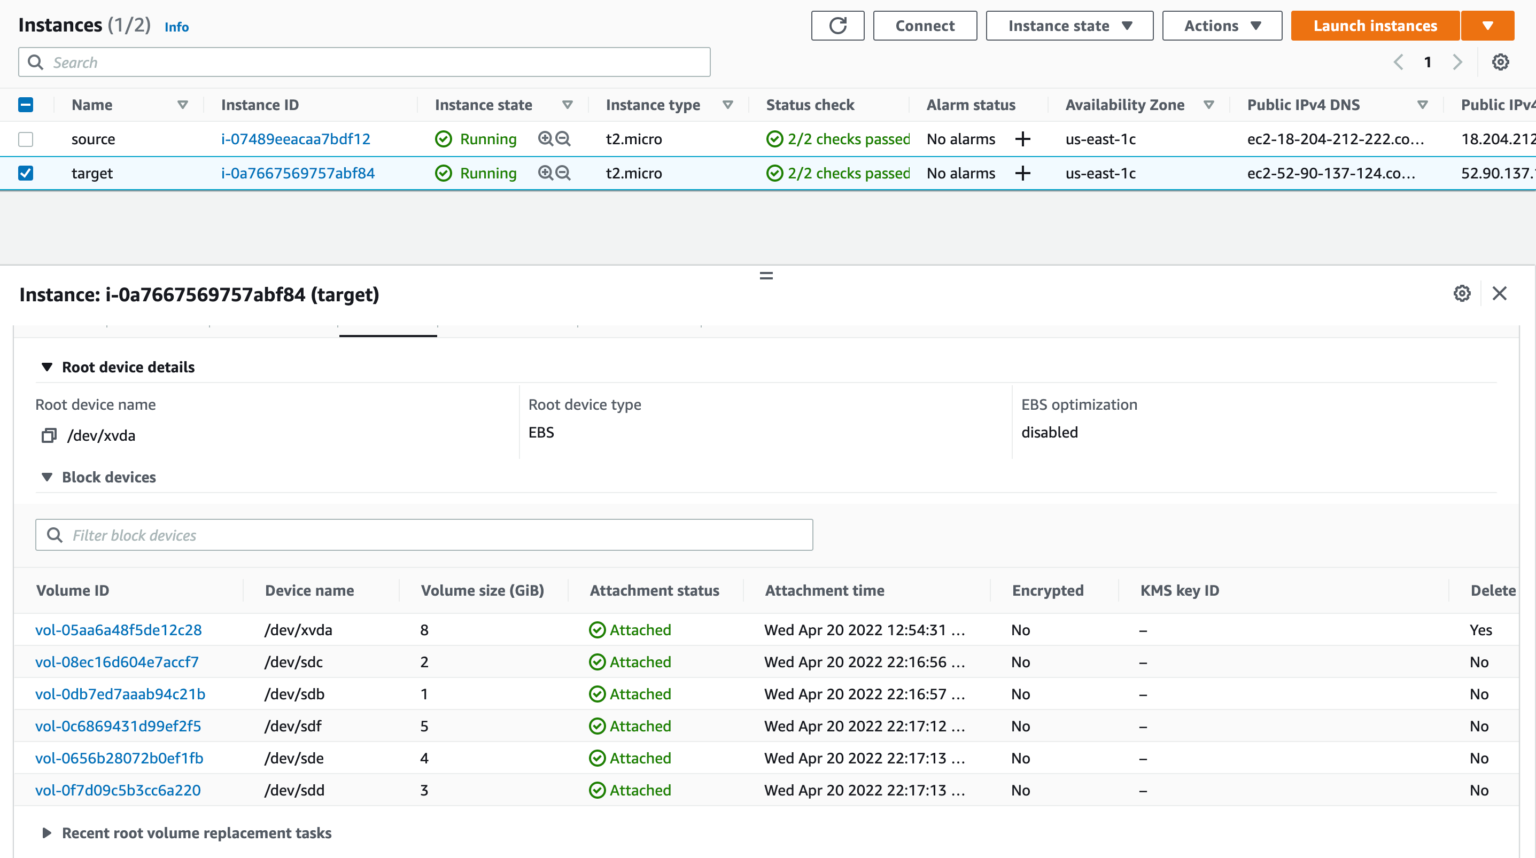 Instances (1/2) Info Connect Instance state Actions Launch instances
Search 1
Name Instance ID Instance state Instance type Status check Alarm status Availability Zone Public IPv4 DNS Public IPv4
source i-07489eeacaa7bdf12 Running t2.micro 2/2 checks passed No alarms us-east-1c ec2-18-204-212-222.co... 18.204.212
target i-0a7667569757abf84 Running t2.micro 2/2 checks passed No alarms us-east-1c ec2-52-90-137-124.co... 52.90.137.
Instance: i-0a7667569757abf84 (target)
Root device details
Root device name Root device type EBS optimization
/dev/xvda EBS disabled
Block devices
Filter block devices
Volume ID Device name Volume size (GiB) Attachment status Attachment time Encrypted KMS key ID Delete
vol-05aa6a48f5de12c28 /dev/xvda 8 Attached Wed Apr 20 2022 12:54:31 ... No – Yes
vol-08ec16d604e7accf7 /dev/sdc 2 Attached Wed Apr 20 2022 22:16:56 ... No – No
vol-0db7ed7aaab94c21b /dev/sdb 1 Attached Wed Apr 20 2022 22:16:57 ... No – No
vol-0c6869431d99ef2f5 /dev/sdf 5 Attached Wed Apr 20 2022 22:17:12 ... No – No
vol-0656b28072b0ef1fb /dev/sde 4 Attached Wed Apr 20 2022 22:17:13 ... No – No
vol-0f7d09c5b3cc6a220 /dev/sdd 3 Attached Wed Apr 20 2022 22:17:13 ... No – No
Recent root volume replacement tasks